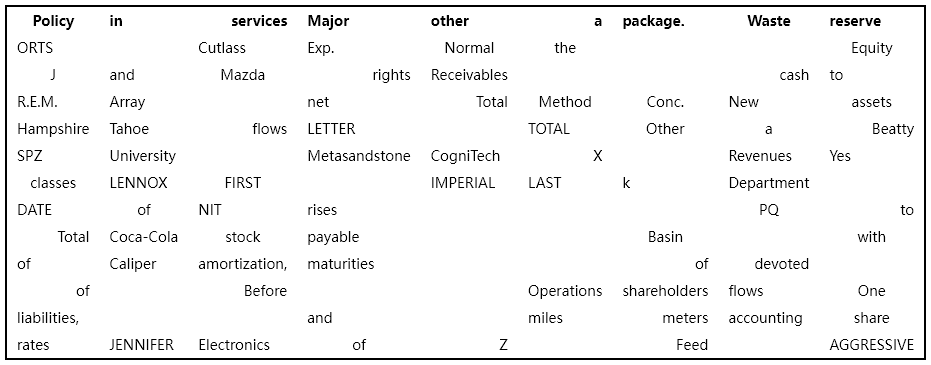 Policy in services Major other a package. Waste reserve
ORTS Cutlass Exp. Normal the Equity
J and Mazda rights Receivables cash to
R.E.M. Array net Total Method Conc. New assets
Hampshire Tahoe flows LETTER TOTAL Other a Beatty
SPZ University Metasandstone CogniTech X Revenues Yes
classes LENNOX FIRST IMPERIAL LAST k Department
DATE of NIT rises PQ to
Total Coca-Cola stock payable Basin with
of Caliper amortization, maturities of devoted
of Before Operations shareholders flows One
liabilities, and miles meters accounting share
rates JENNIFER Electronics of Z Feed AGGRESSIVE